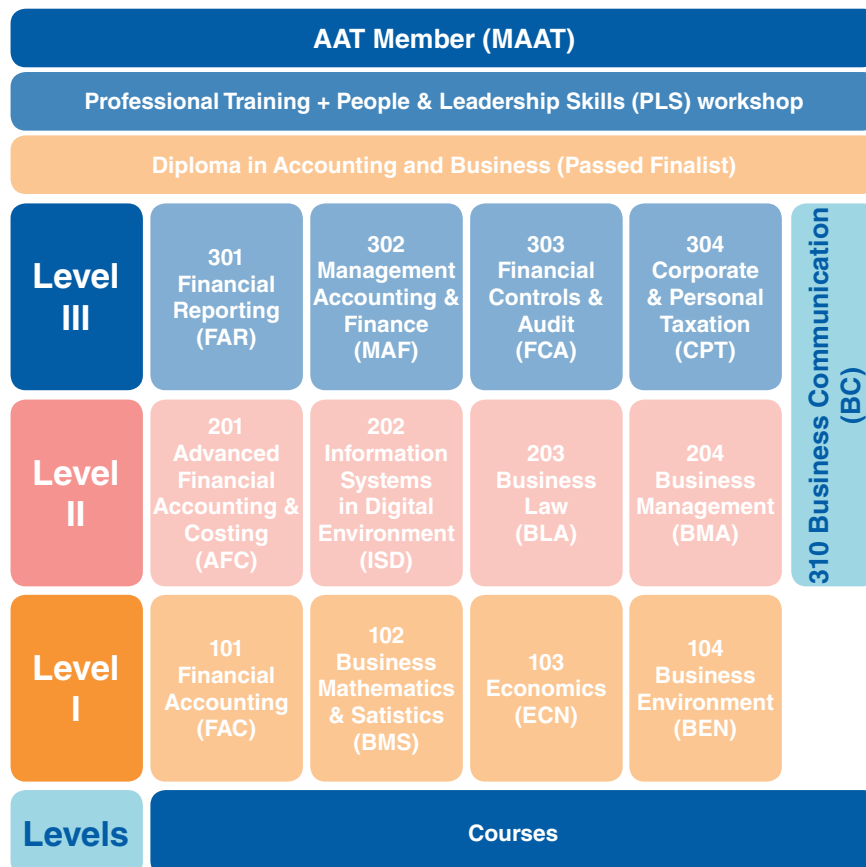 AAT Member (MAAT)
Professional Training + People & Leadership Skills (PLS) workshop
Diploma in Accounting and Business (Passed Finalist)
Level
III
301
Financial
Reporting
(FAR)
302
Management
Accounting &
Finance
(MAF)
303
Financial
Controls &
Audit
(FCA)
304
Corporate
& Personal
Taxation
(CPT)
310 Business Communication
(BC)
Level
II
201
Advanced
Financial
Accounting &
Costing
(AFC)
202
Information
Systems
in Digital
Environment
(ISD)
203
Business
Law
(BLA)
204
Business
Management
(BMA)
Level
I
101
Financial
Accounting
(FAC)
102
Business
Mathematics
& Satistics
(BMS)
103
Economics
(ECN)
104
Business
Environment
(BEN)
Levels
Courses